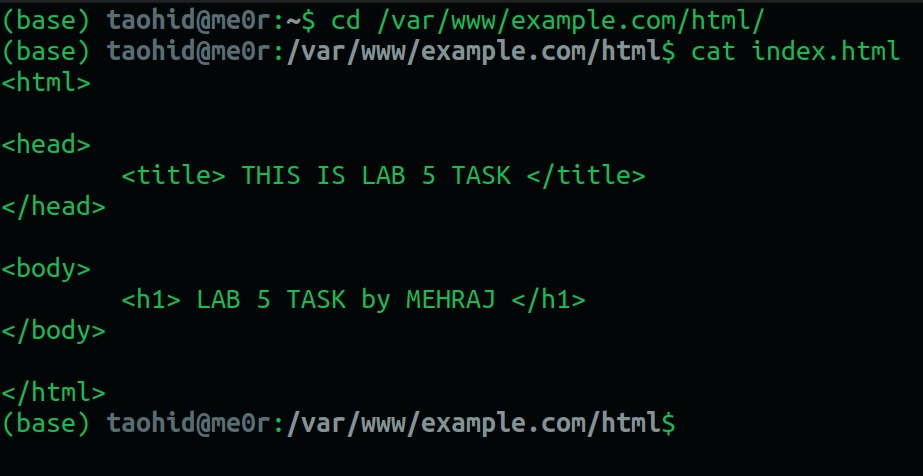 (base) taohid@me0r:~$ cd /var/www/example.com/html/
(base) taohid@me0r:/var/www/example.com/html$ cat index.html
<html>
<head>
<title> THIS IS LAB 5 TASK </title>
</head>
<body>
<h1> LAB 5 TASK by MEHRAJ </h1>
</body>
</html>
(base) taohid@me0r:/var/www/example.com/html$